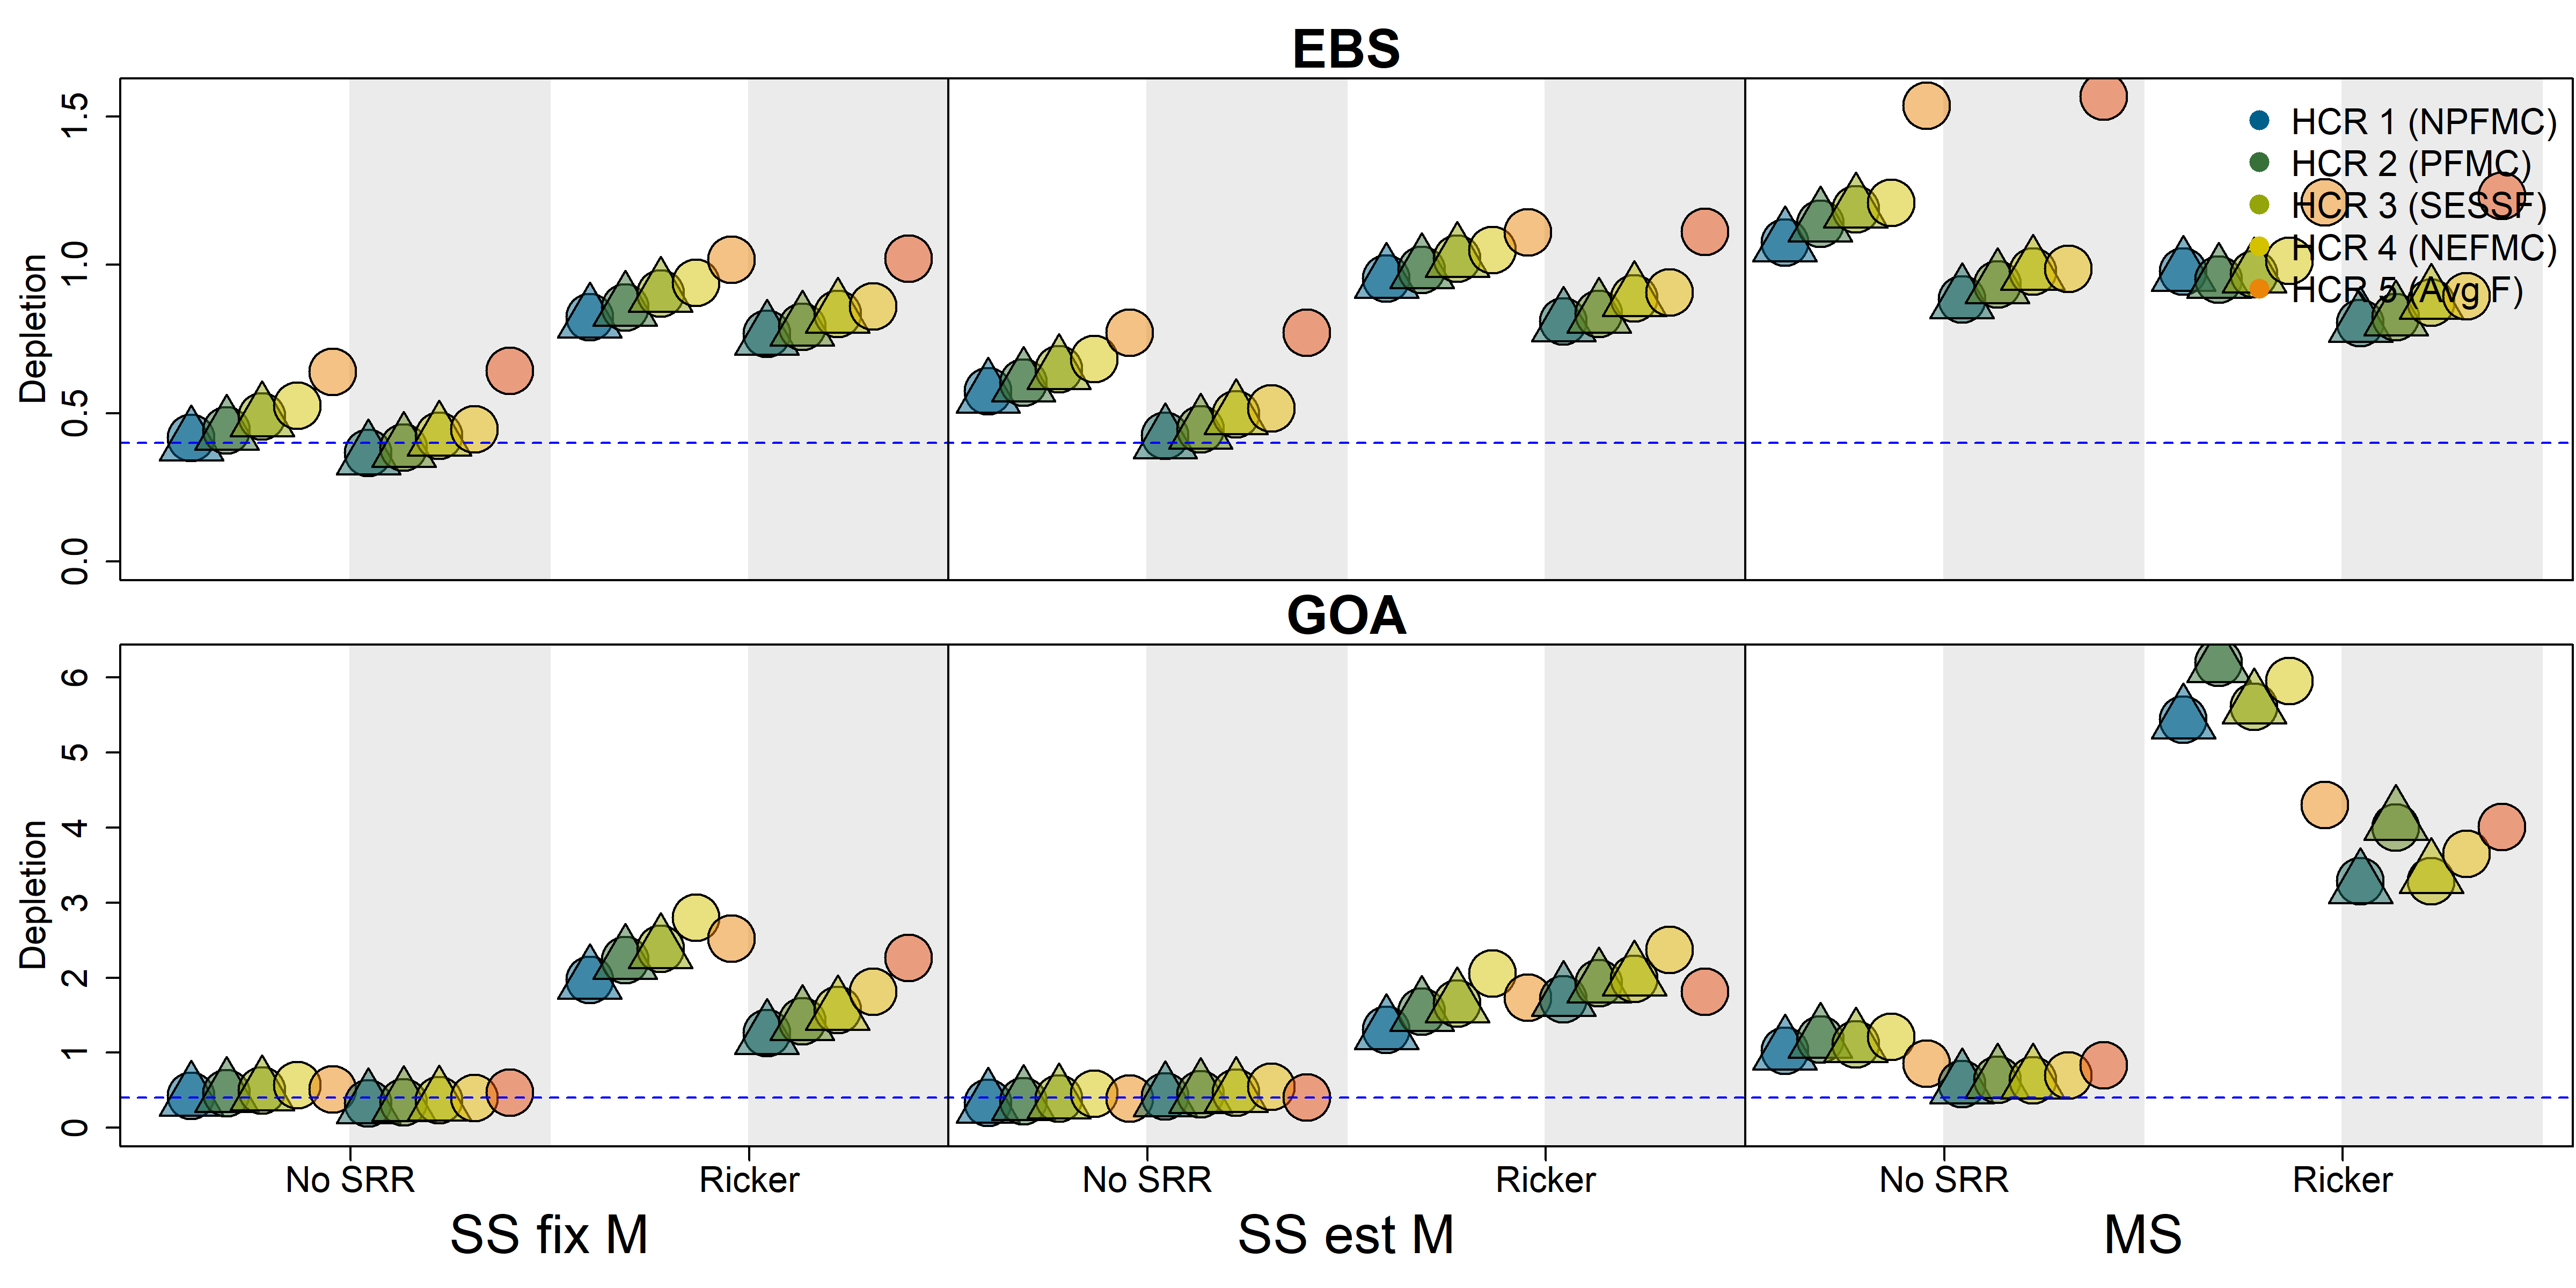 EBS
Depletion
1.5
1.0
0.5
0.0
HCR 1 (NPFMC)
HCR 2 (PFMC)
HCR 3 (SESSF)
HCR 4 (NEFMC)
HCR 5 (Avg F)
GOA
Depletion
6
5
4
3
2
1
0
No SRR Ricker No SRR Ricker No SRR Ricker
SS fix M SS est M MS